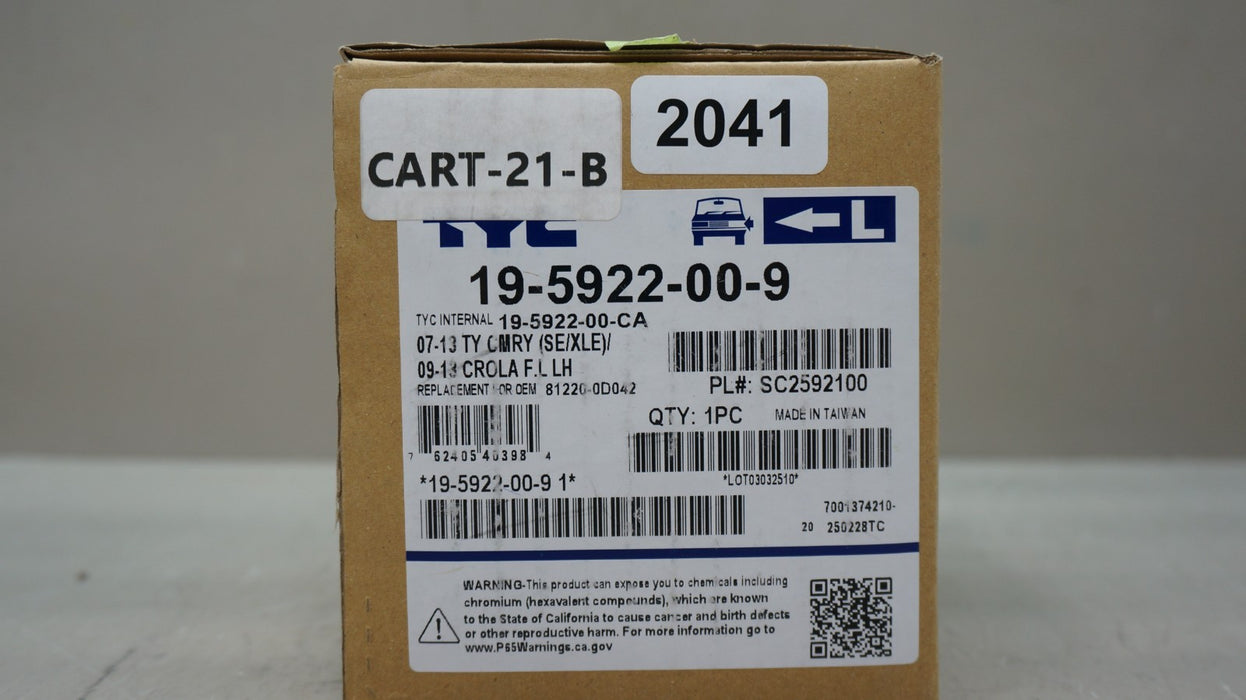 2041
CART-21-B
TYC
L
19-5922-00-9
TYC INTERNAL 19-5922-00-CA
07-13 TY CMRY (SE/XLE)/
09-13 CROLA F.L LH
REPLACEMENT FOR OEM 81220-0D042
PL#: SC2592100
QTY: 1PC MADE IN TAIWAN
7 62405 40398 4
*LOT03032510*
*19-5922-00-9 1*
7001374210-
20 250228TC
WARNING-This product can expose you to chemicals including
chromium (hexavalent compounds), which are known
to the State of California to cause cancer and birth defects
or other reproductive harm. For more information go to
www.P65Warnings.ca.gov